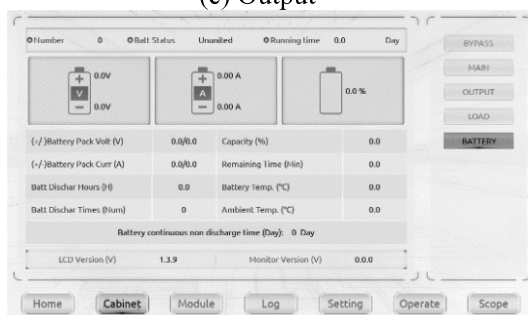 (c) Output
Number 0 Batt Status Ununited Running time 0.0 Day
0.0V 0.00 A
V A 0.0 %
0.0V 0.00 A
(+/-)Battery Pack Volt (V) 0.0/0.0 Capacity (%) 0.0
(+/-)Battery Pack Curr (A) 0.0/0.0 Remaining Time (Min) 0.0
Batt Dischar Hours (H) 0.0 Battery Temp. (°C) 0.0
Batt Dischar Times (Num) 0 Ambient Temp. (°C) 0.0
Battery continuous non discharge time (Day): 0 Day
LCD Version (V) 1.3.9 Monitor Version (V) 0.0.0
BYPASS
MAIN
OUTPUT
LOAD
BATTERY
Home Cabinet Module Log Setting Operate Scope